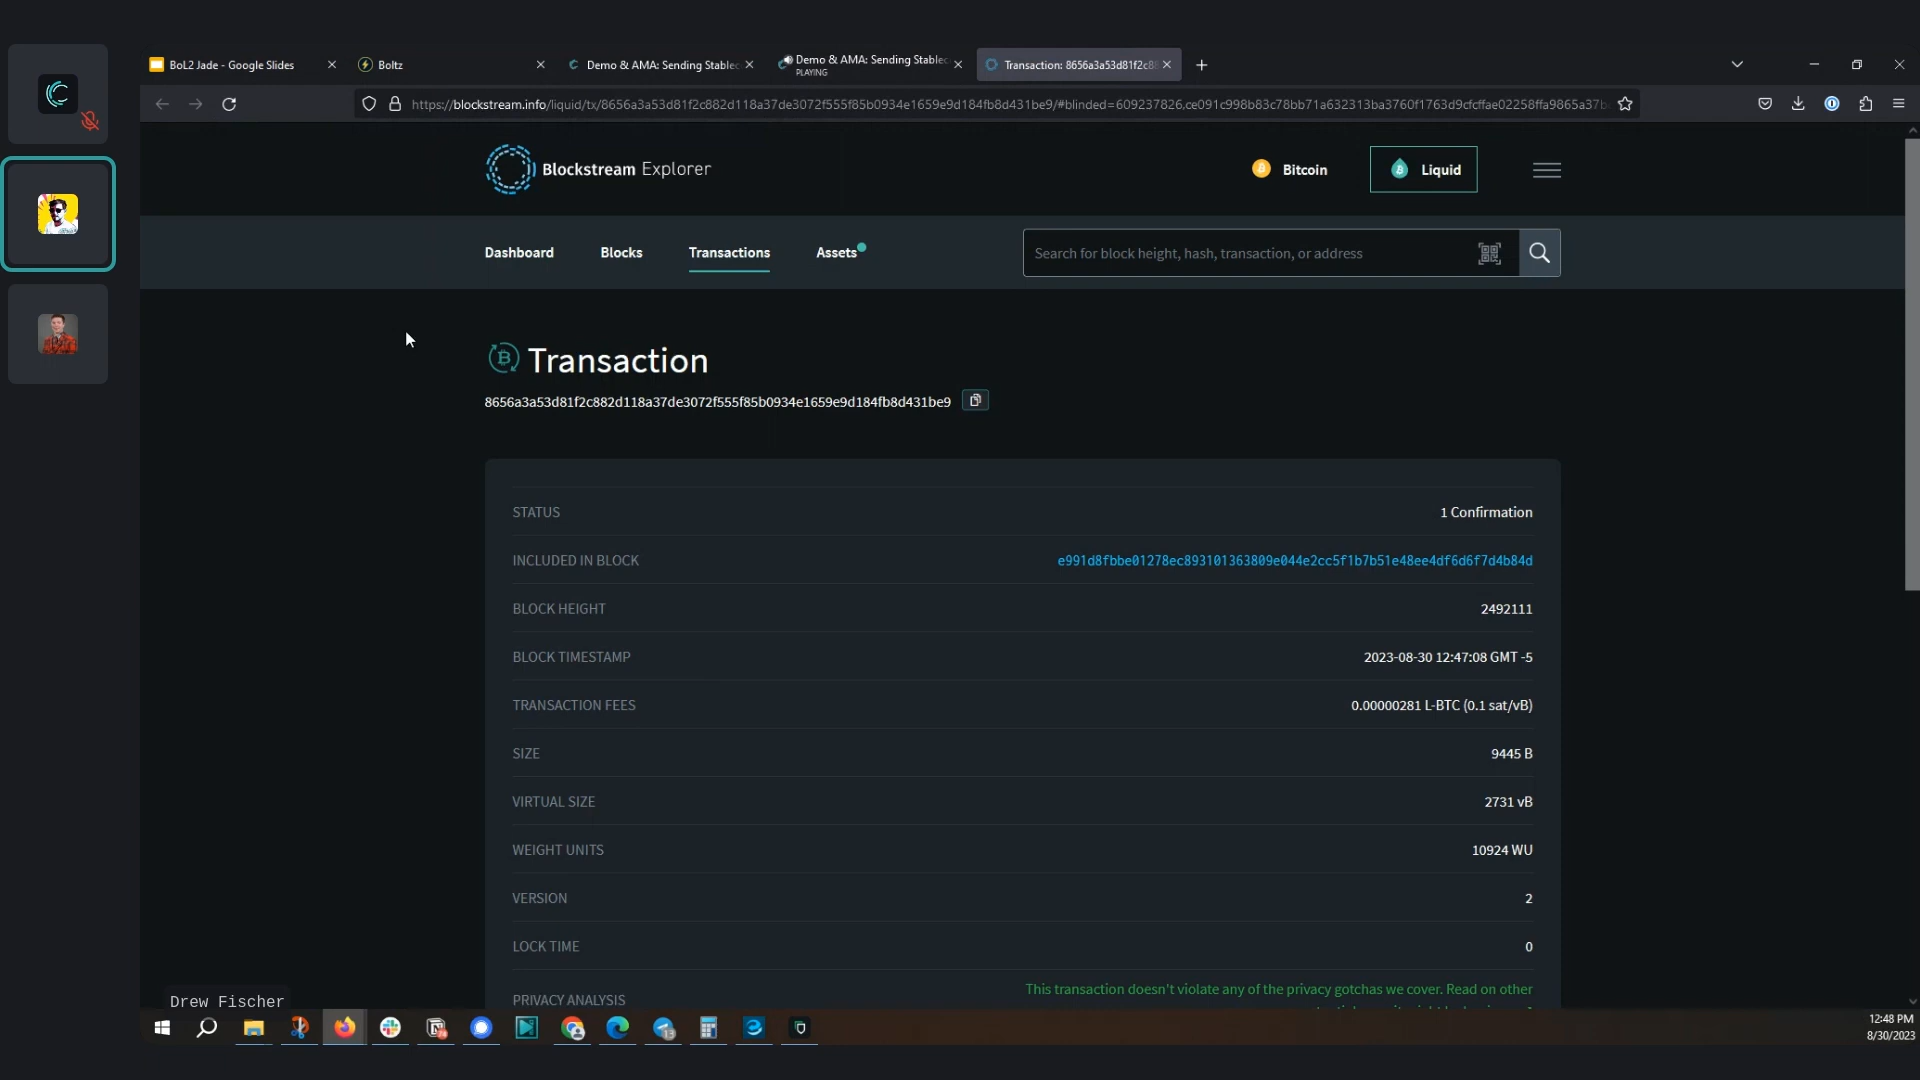 BoL2 Jade - Google Slides
Boltz
Demo & AMA: Sending Stablec
Demo & AMA: Sending Stablec
PLAYING
Transaction: 8656a3a53d81f2c8
https://blockstream.info/liquid/tx/8656a3a53d81f2c882d118a37de3072f555f85b0934e1659e9d184fb8d431be9/#blinded=609237826,ce091c998b83c78bb71a632313ba3760f1763d9cfcffae02258ffa9865a37b
Blockstream Explorer
Bitcoin
Liquid
Dashboard
Blocks
Transactions
Assets
Search for block height, hash, transaction, or address
Transaction
8656a3a53d81f2c882d118a37de3072f555f85b0934e1659e9d184fb8d431be9
STATUS
1 Confirmation
INCLUDED IN BLOCK
e991d8fbbe01278ec893101363809e044e2cc5f1b7b51e48ee4df6d6f7d4b84d
BLOCK HEIGHT
2492111
BLOCK TIMESTAMP
2023-08-30 12:47:08 GMT -5
TRANSACTION FEES
0.00000281 L-BTC (0.1 sat/vB)
SIZE
9445 B
VIRTUAL SIZE
2731 vB
WEIGHT UNITS
10924 WU
VERSION
2
LOCK TIME
0
PRIVACY ANALYSIS
This transaction doesn't violate any of the privacy gotchas we cover. Read on other
Drew Fischer
12:48 PM
8/30/2023